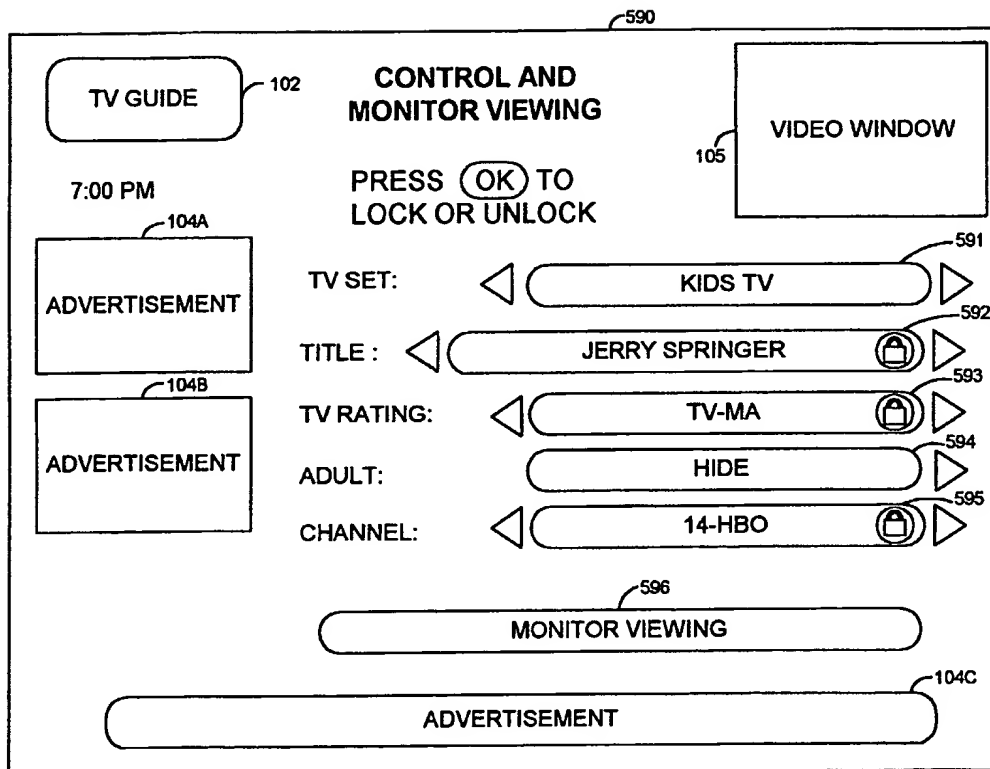 590
TV GUIDE
102
CONTROL AND
MONITOR VIEWING
VIDEO WINDOW
105
7:00 PM
PRESS OK TO
LOCK OR UNLOCK
104A
ADVERTISEMENT
591
TV SET:
KIDS TV
592
TITLE :
JERRY SPRINGER
104B
ADVERTISEMENT
593
TV RATING:
TV-MA
594
ADULT:
HIDE
595
CHANNEL:
14-HBO
596
MONITOR VIEWING
104C
ADVERTISEMENT